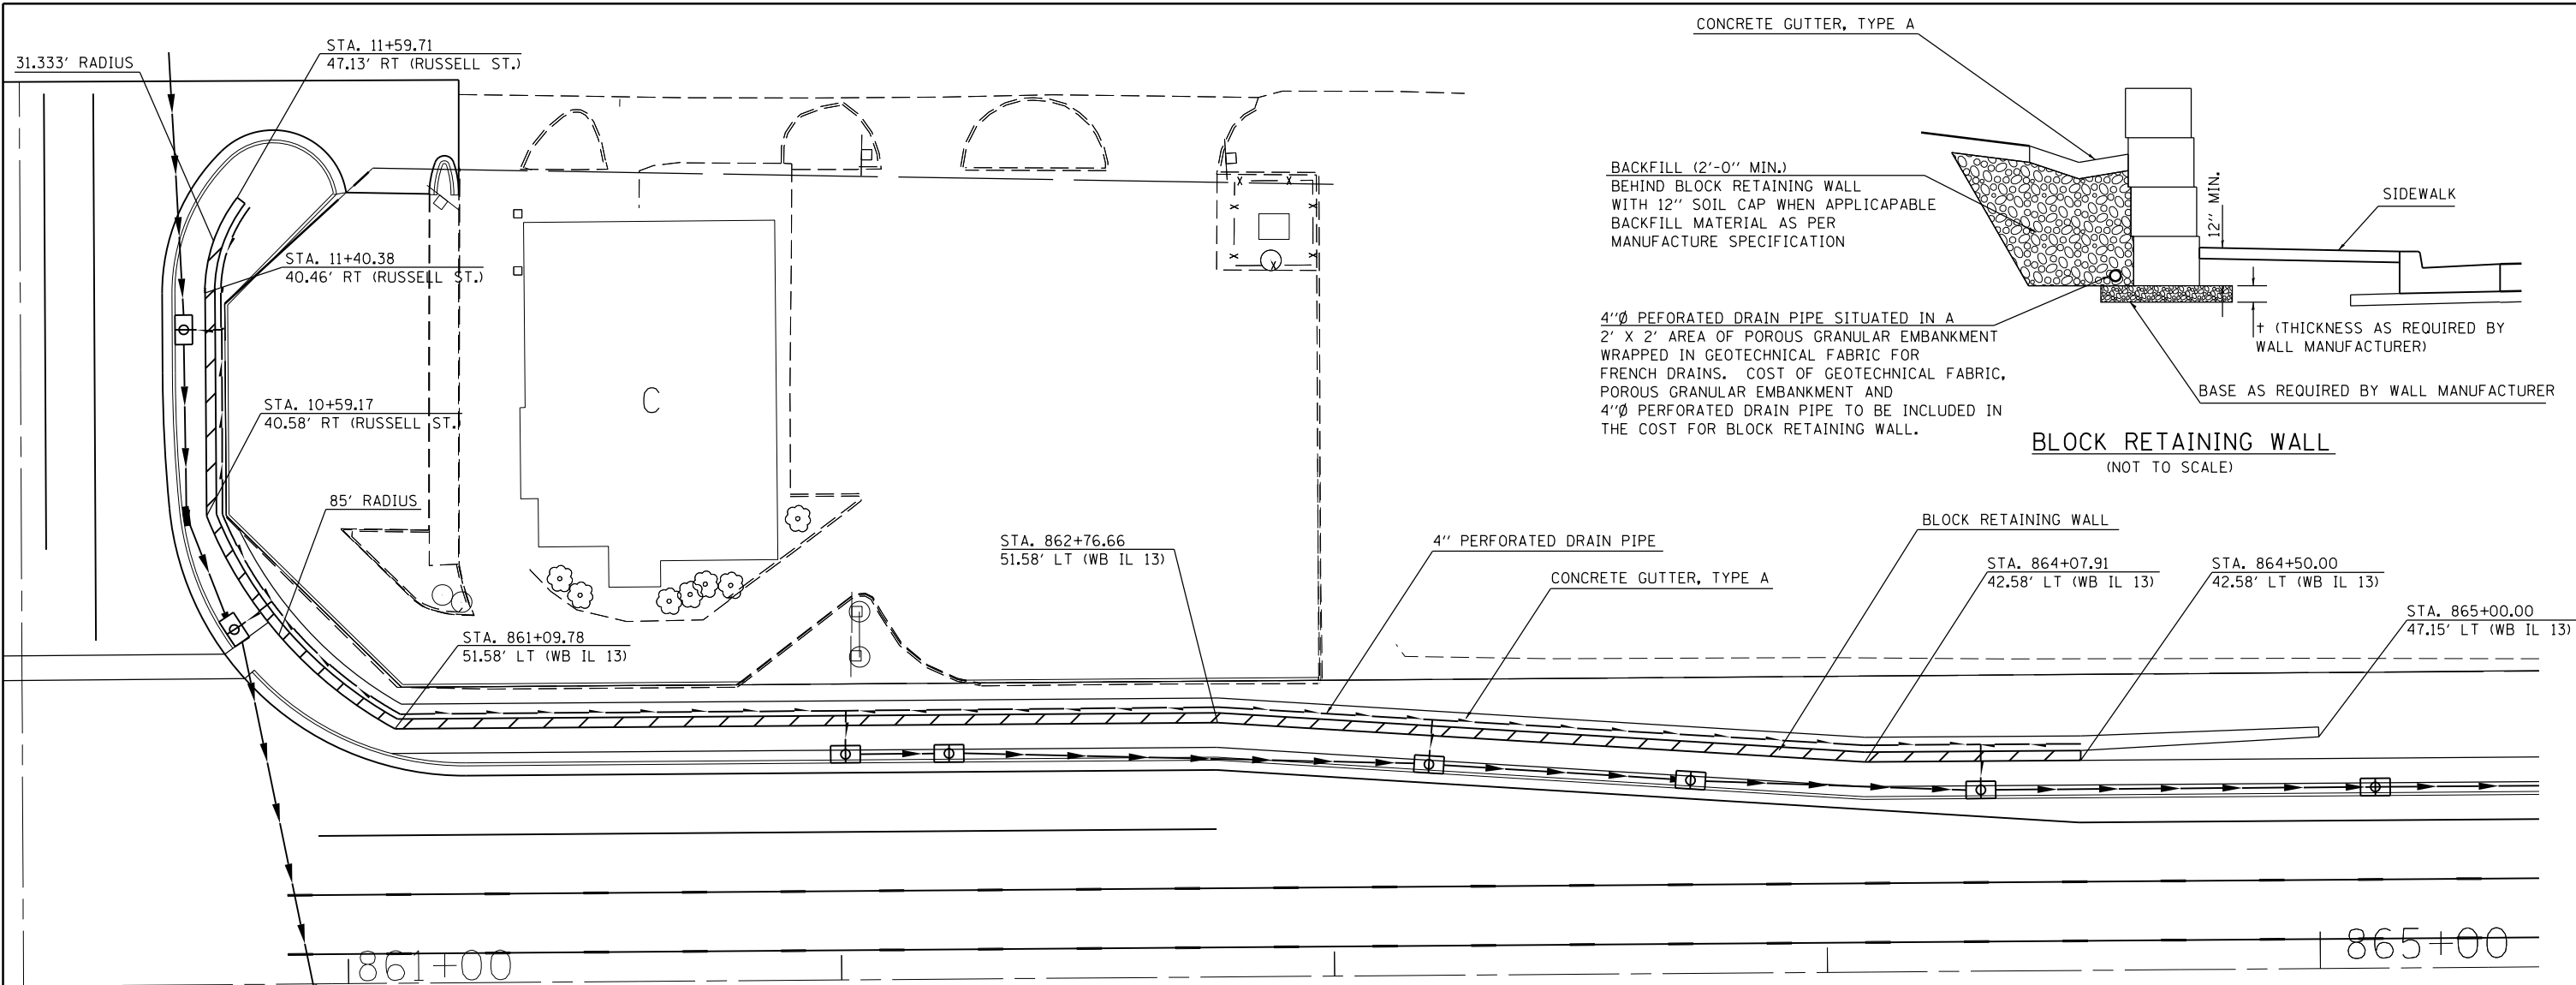 31.333' RADIUS
STA. 11+59.71
47.13' RT (RUSSELL ST.)
STA. 11+40.38
40.46' RT (RUSSELL ST.)
STA. 10+59.17
40.58' RT (RUSSELL ST.
85' RADIUS
C
STA. 861+09.78
51.58' LT (WB IL 13)
STA. 862+76.66
51.58' LT (WB IL 13)
4'' PERFORATED DRAIN PIPE
CONCRETE GUTTER, TYPE A
BLOCK RETAINING WALL
STA. 864+07.91
42.58' LT (WB IL 13)
STA. 864+50.00
42.58' LT (WB IL 13)
STA. 865+00.00
47.15' LT (WB IL 13)
861+00
865+00
CONCRETE GUTTER, TYPE A
BACKFILL (2'-0'' MIN.)
BEHIND BLOCK RETAINING WALL
WITH 12'' SOIL CAP WHEN APPLICAPABLE
BACKFILL MATERIAL AS PER
MANUFACTURE SPECIFICATION
12'' MIN.
SIDEWALK
4''Ø PEFORATED DRAIN PIPE SITUATED IN A
2' X 2' AREA OF POROUS GRANULAR EMBANKMENT
WRAPPED IN GEOTECHNICAL FABRIC FOR
FRENCH DRAINS. COST OF GEOTECHNICAL FABRIC,
POROUS GRANULAR EMBANKMENT AND
4''Ø PERFORATED DRAIN PIPE TO BE INCLUDED IN
THE COST FOR BLOCK RETAINING WALL.
† (THICKNESS AS REQUIRED BY
WALL MANUFACTURER)
BASE AS REQUIRED BY WALL MANUFACTURER
BLOCK RETAINING WALL
(NOT TO SCALE)